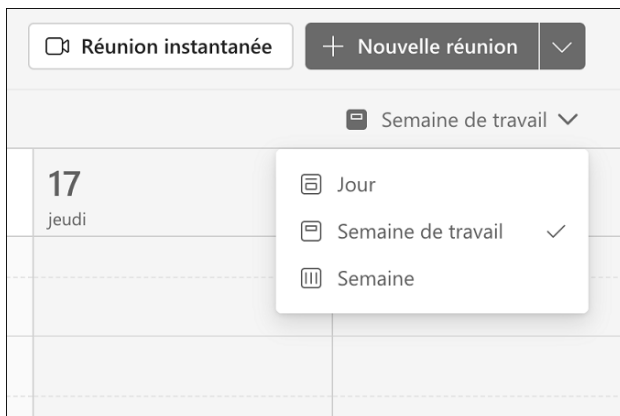 Réunion instantanée
Nouvelle réunion
Semaine de travail
17
jeudi
Jour
Semaine de travail
Semaine